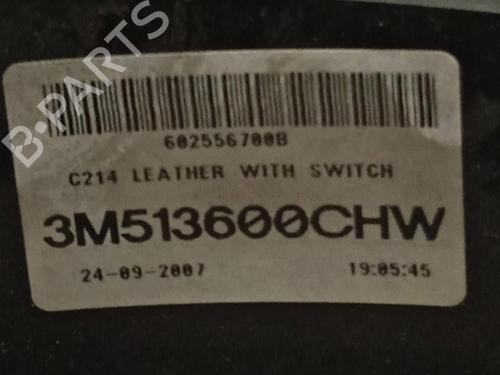 B-PARTS
602556700B
C214 LEATHER WITH SWITCH
3M513600CHW
24-09-2007 19:05:45